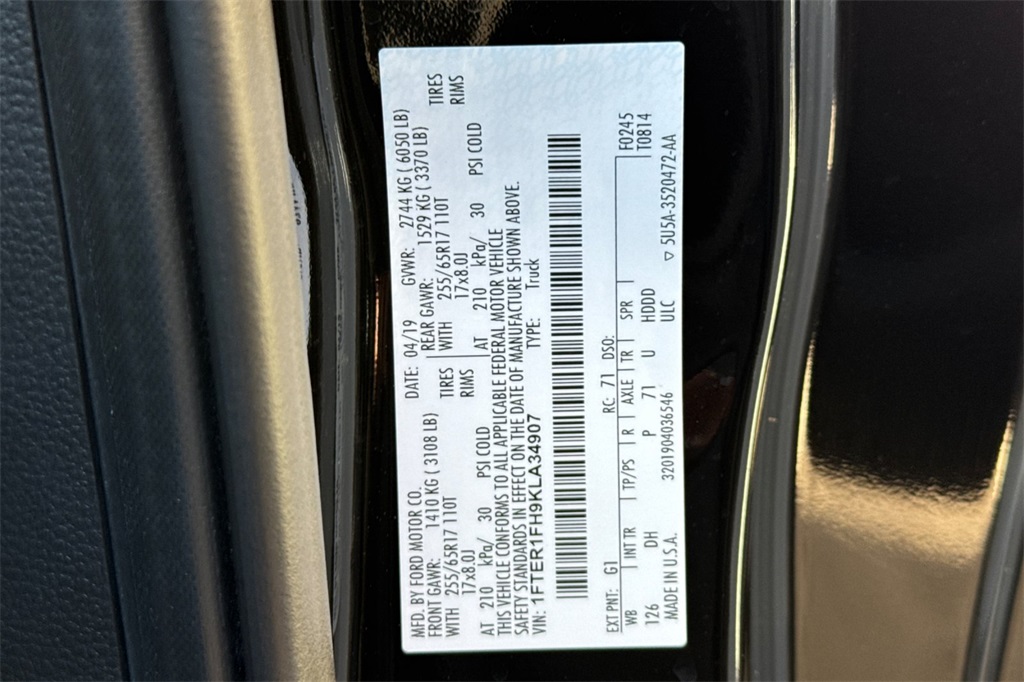 MFD. BY FORD MOTOR CO.
DATE: 04/19 GVWR: 2744 KG ( 6050 LB)
FRONT GAWR: 1410 KG ( 3108 LB) REAR GAWR: 1529 KG ( 3370 LB)
WITH 255/65R17 110T TIRES WITH 255/65R17 110T TIRES
17x8.0J RIMS 17x8.0J RIMS
AT 210 kPa/ 30 PSI COLD AT 210 kPa/ 30 PSI COLD
THIS VEHICLE CONFORMS TO ALL APPLICABLE FEDERAL MOTOR VEHICLE
SAFETY STANDARDS IN EFFECT ON THE DATE OF MANUFACTURE SHOWN ABOVE.
VIN: 1FTER1FH9KLA34907 TYPE: Truck
EXT PNT: G1 RC: 71 DSO: F0245
WB INT TR TP/PS R AXLE TR SPR T0814
126 DH P 71 U HDDD
MADE IN U.S.A. 3201904036546 ULC ▽ 5U5A-3520472-AA